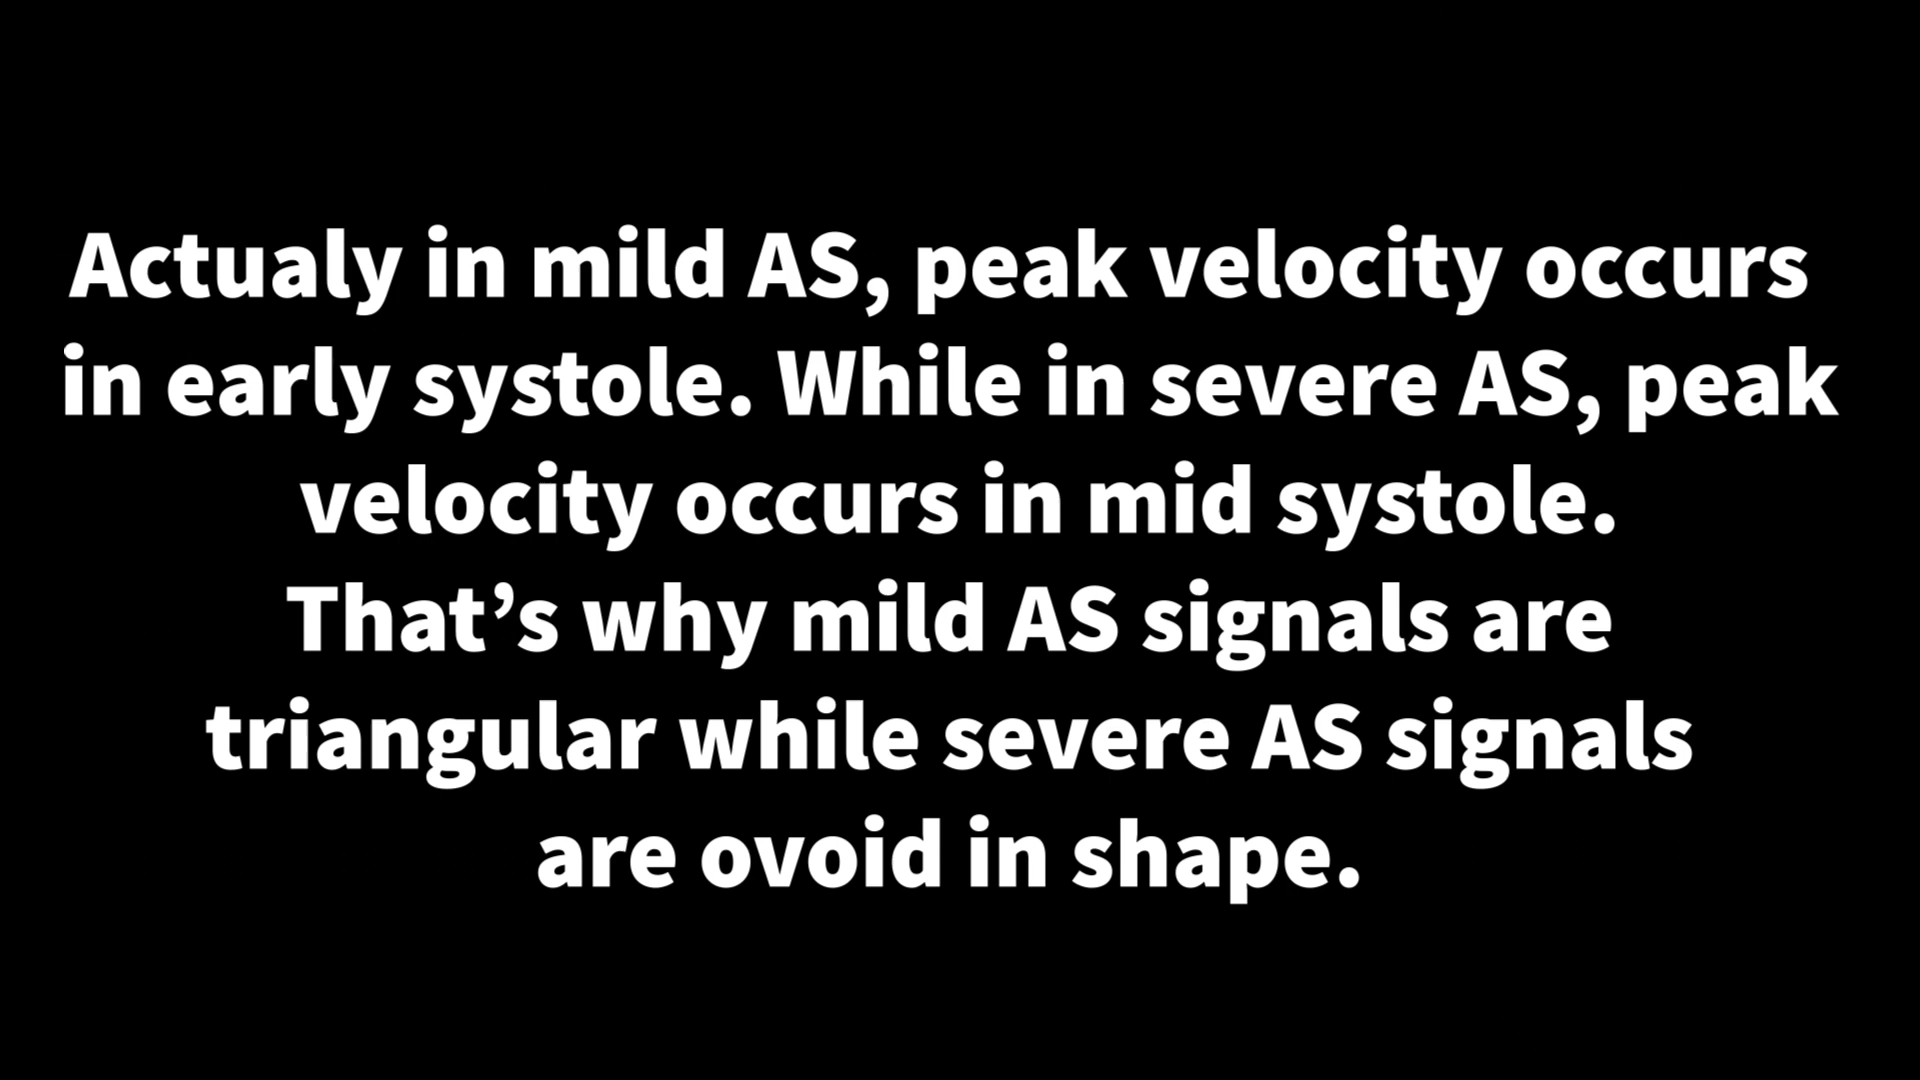 Actualy in mild AS, peak velocity occurs
in early systole. While in severe AS, peak
velocity occurs in mid systole.
That’s why mild AS signals are
triangular while severe AS signals
are ovoid in shape.